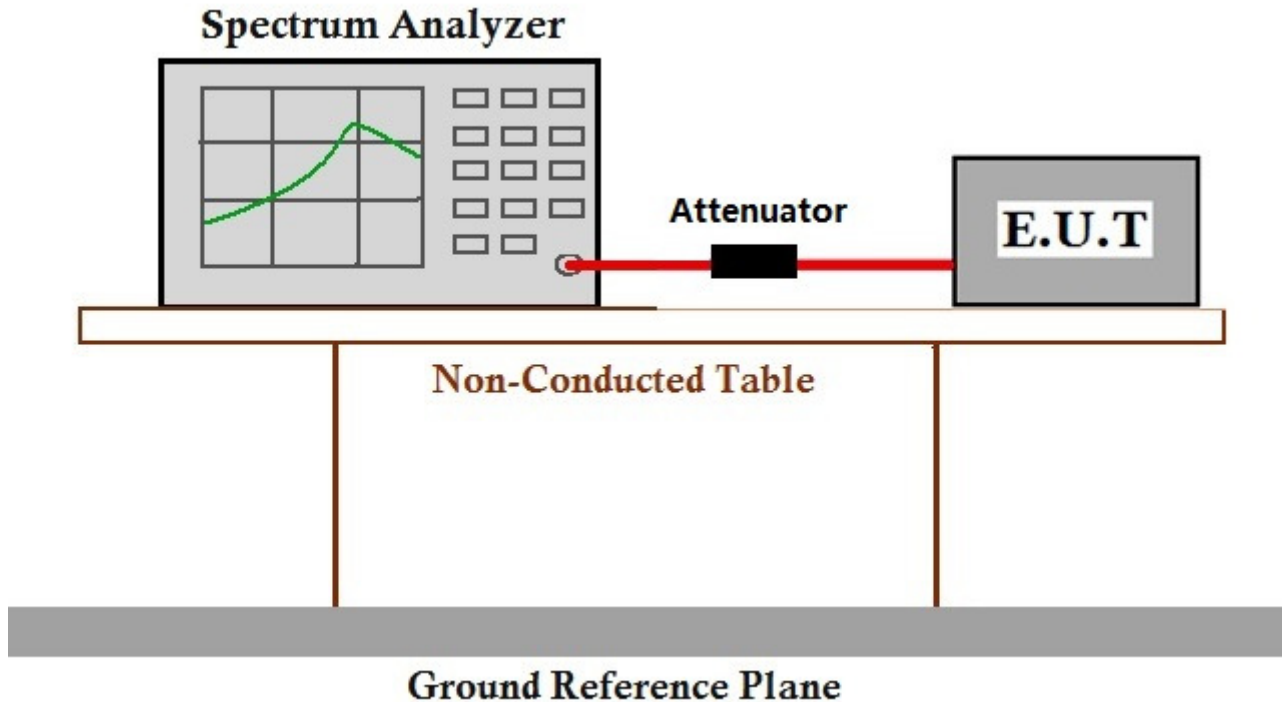 Spectrum Analyzer
Attenuator
E.U.T
Non-Conducted Table
Ground Reference Plane